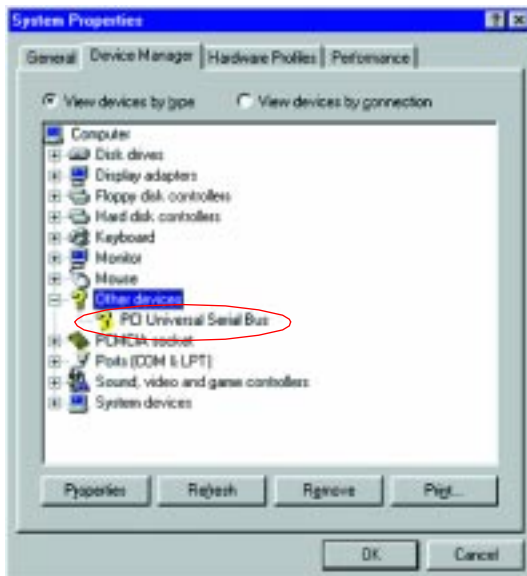 System Properties
General Device Manager Hardware Profiles Performance
View devices by type View devices by connection
Computer
Disk drives
Display adapters
Floppy disk controllers
Hard disk controllers
Keyboard
Monitor
Mouse
Other devices
PCI Universal Serial Bus
PCMCIA socket
Ports (COM & LPT)
Sound, video and game controllers
System devices
Properties Refresh Remove Print...
OK Cancel